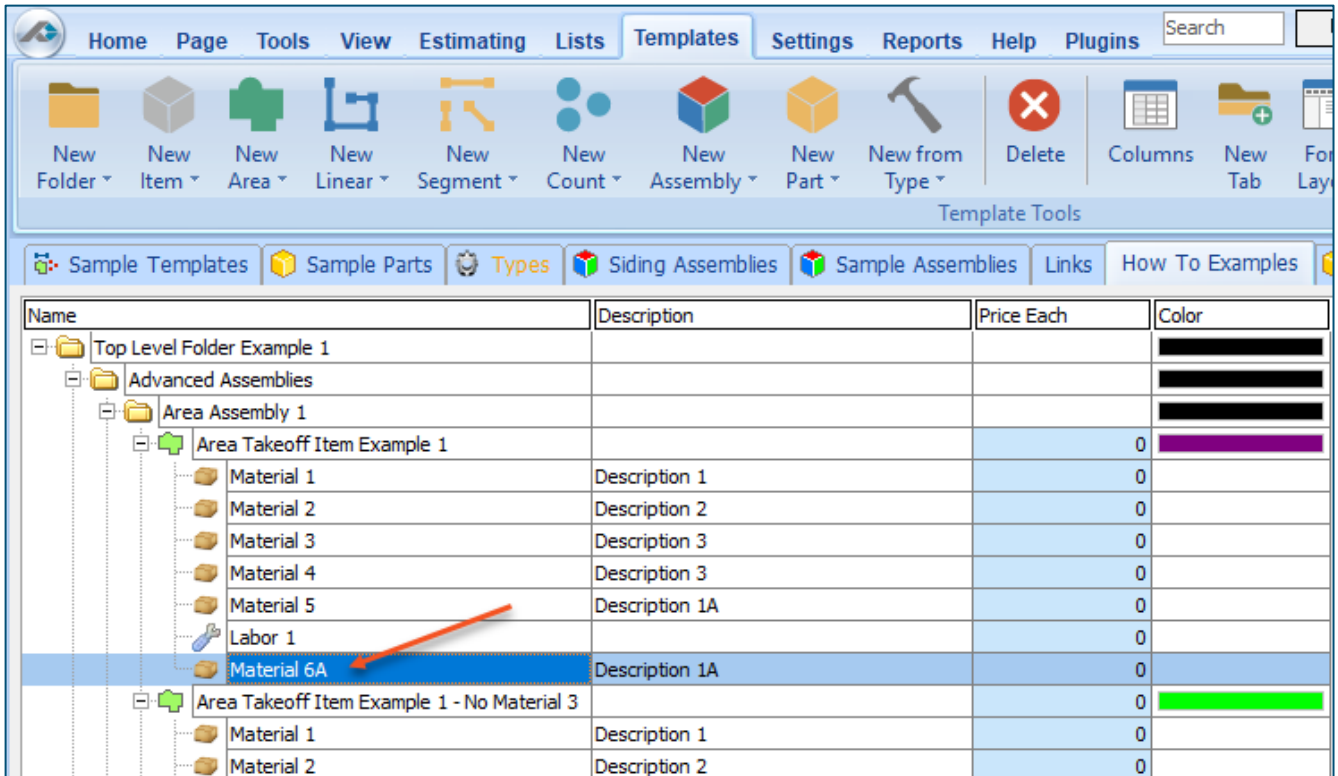 Home Page Tools View Estimating Lists Templates Settings Reports Help Plugins Search
New Folder New Item New Area New Linear New Segment New Count New Assembly New Part New from Type Delete Columns New Tab
Template Tools
Sample Templates Sample Parts Types Siding Assemblies Sample Assemblies Links How To Examples
Name Description Price Each Color
Top Level Folder Example 1
Advanced Assemblies
Area Assembly 1
Area Takeoff Item Example 1 0
Material 1 Description 1 0
Material 2 Description 2 0
Material 3 Description 3 0
Material 4 Description 3 0
Material 5 Description 1A 0
Labor 1 0
Material 6A Description 1A 0
Area Takeoff Item Example 1 - No Material 3 0
Material 1 Description 1 0
Material 2 Description 2 0